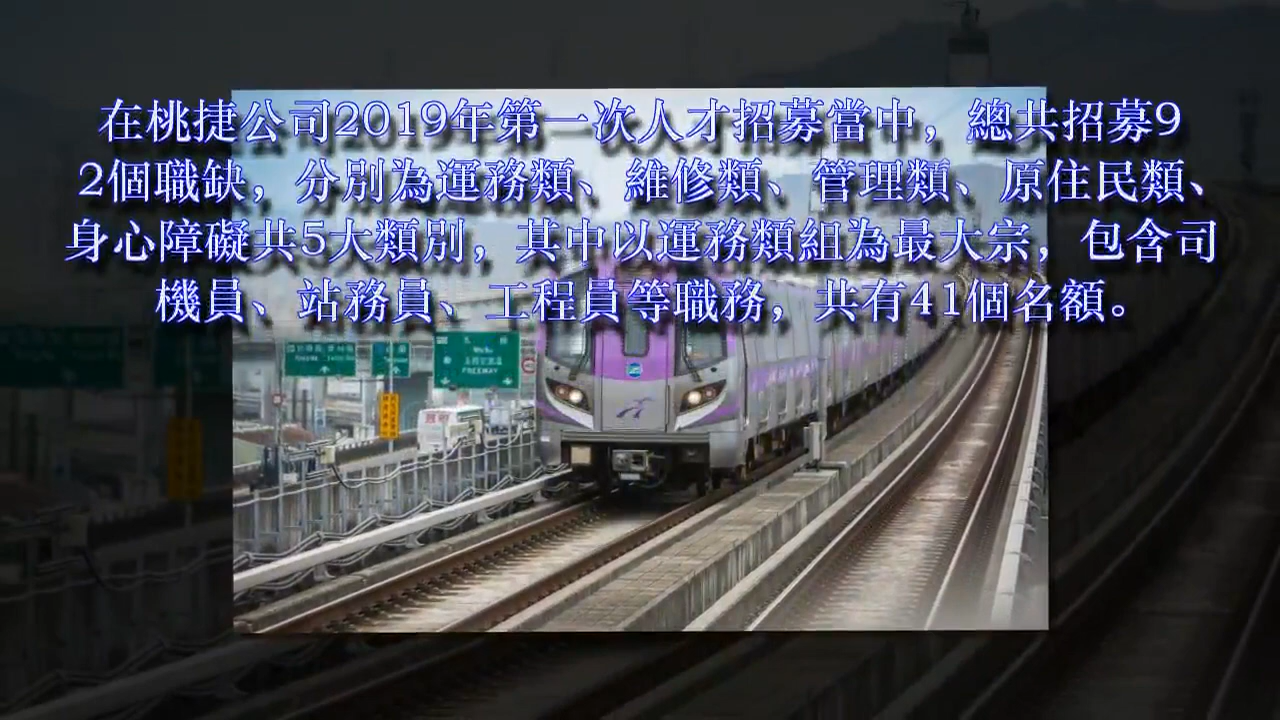 在桃捷公司2019年第一次人才招募當中，總共招募9
2個職缺，分別為運務類、維修類、管理類、原住民類、
身心障礙共5大類別，其中以運務類組為最大宗，包含司
機員、站務員、工程員等職務，共有41個名額。
FREEWAY